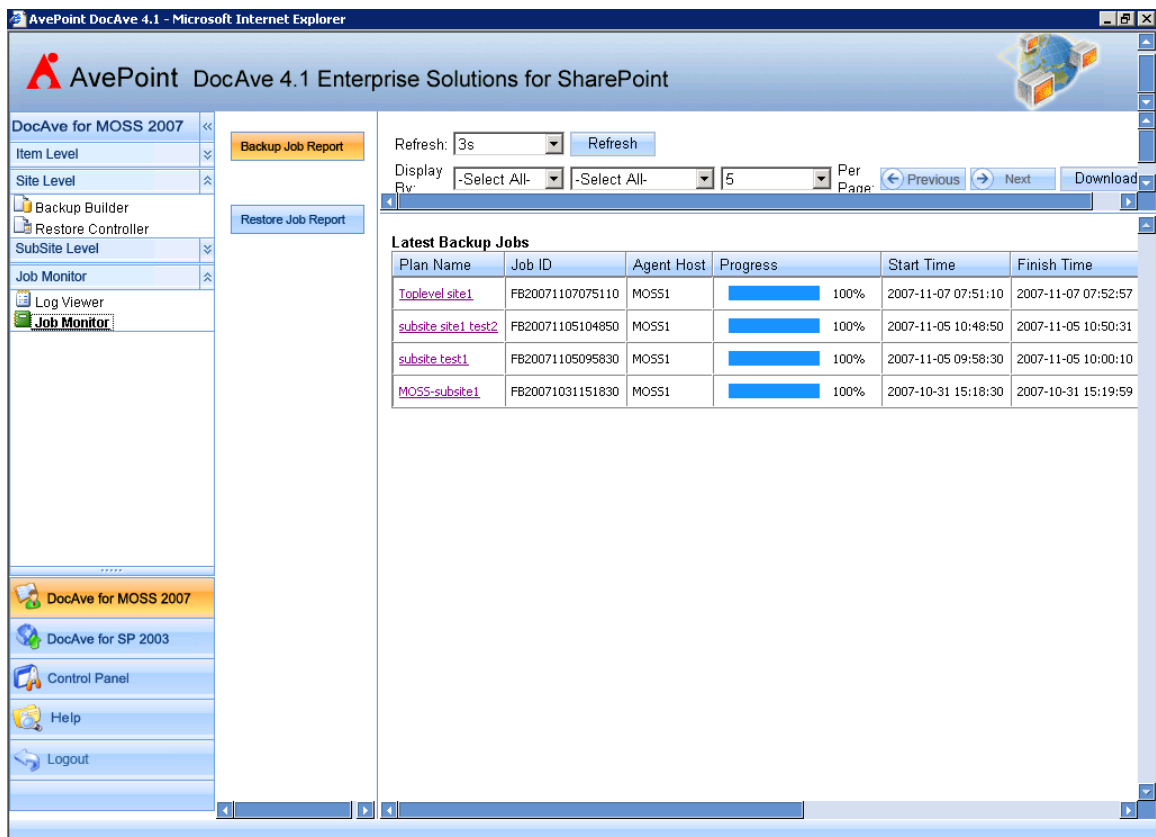 AvePoint DocAve 4.1 - Microsoft Internet Explorer
AvePoint DocAve 4.1 Enterprise Solutions for SharePoint
DocAve for MOSS 2007
Item Level
Site Level
Backup Builder
Restore Controller
SubSite Level
Job Monitor
Log Viewer
Job Monitor
DocAve for MOSS 2007
DocAve for SP 2003
Control Panel
Help
Logout
Backup Job Report
Restore Job Report
Refresh: 3s Refresh
Display By: -Select All- -Select All- 5 Per Page: Previous Next Download
Latest Backup Jobs
Plan Name Job ID Agent Host Progress Start Time Finish Time
Toplevel site1 FB20071107075110 MOSS1 100% 2007-11-07 07:51:10 2007-11-07 07:52:57
subsite site1 test2 FB20071105104850 MOSS1 100% 2007-11-05 10:48:50 2007-11-05 10:50:31
subsite test1 FB20071105095830 MOSS1 100% 2007-11-05 09:58:30 2007-11-05 10:00:10
MOSS-subsite1 FB20071031151830 MOSS1 100% 2007-10-31 15:18:30 2007-10-31 15:19:59